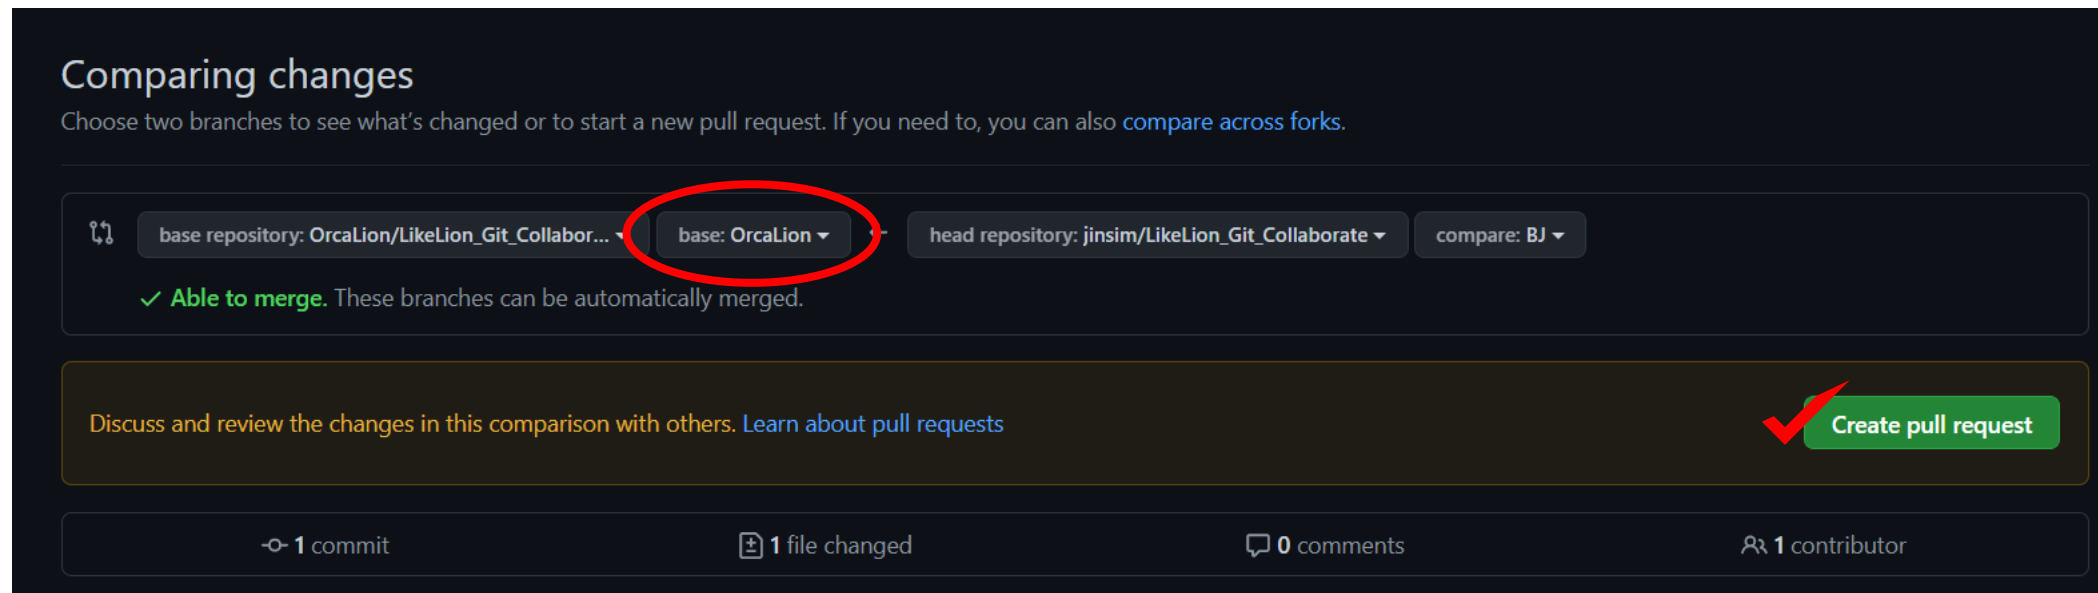 Comparing changes
Choose two branches to see what's changed or to start a new pull request. If you need to, you can also compare across forks.
base repository: OrcaLion/LikeLion_Git_Collabor... base: OrcaLion ← head repository: jinsim/LikeLion_Git_Collaborate compare: BJ
✓ Able to merge. These branches can be automatically merged.
Discuss and review the changes in this comparison with others. Learn about pull requests Create pull request
1 commit 1 file changed 0 comments 1 contributor